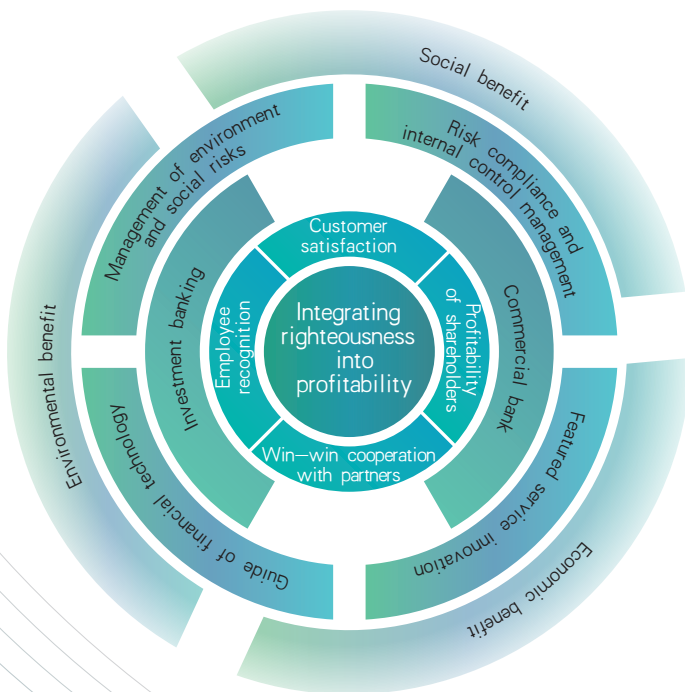 Social benefit
Management of environment
and social risks
Risk compliance and
internal control management
Customer
satisfaction
Investment banking
Employee
recognition
Integrating
righteousness
into
profitability
Profitability
of shareholders
Commercial bank
Environmental benefit
Win-win cooperation
with partners
Guide of financial technology
Featured service innovation
Economic benefit